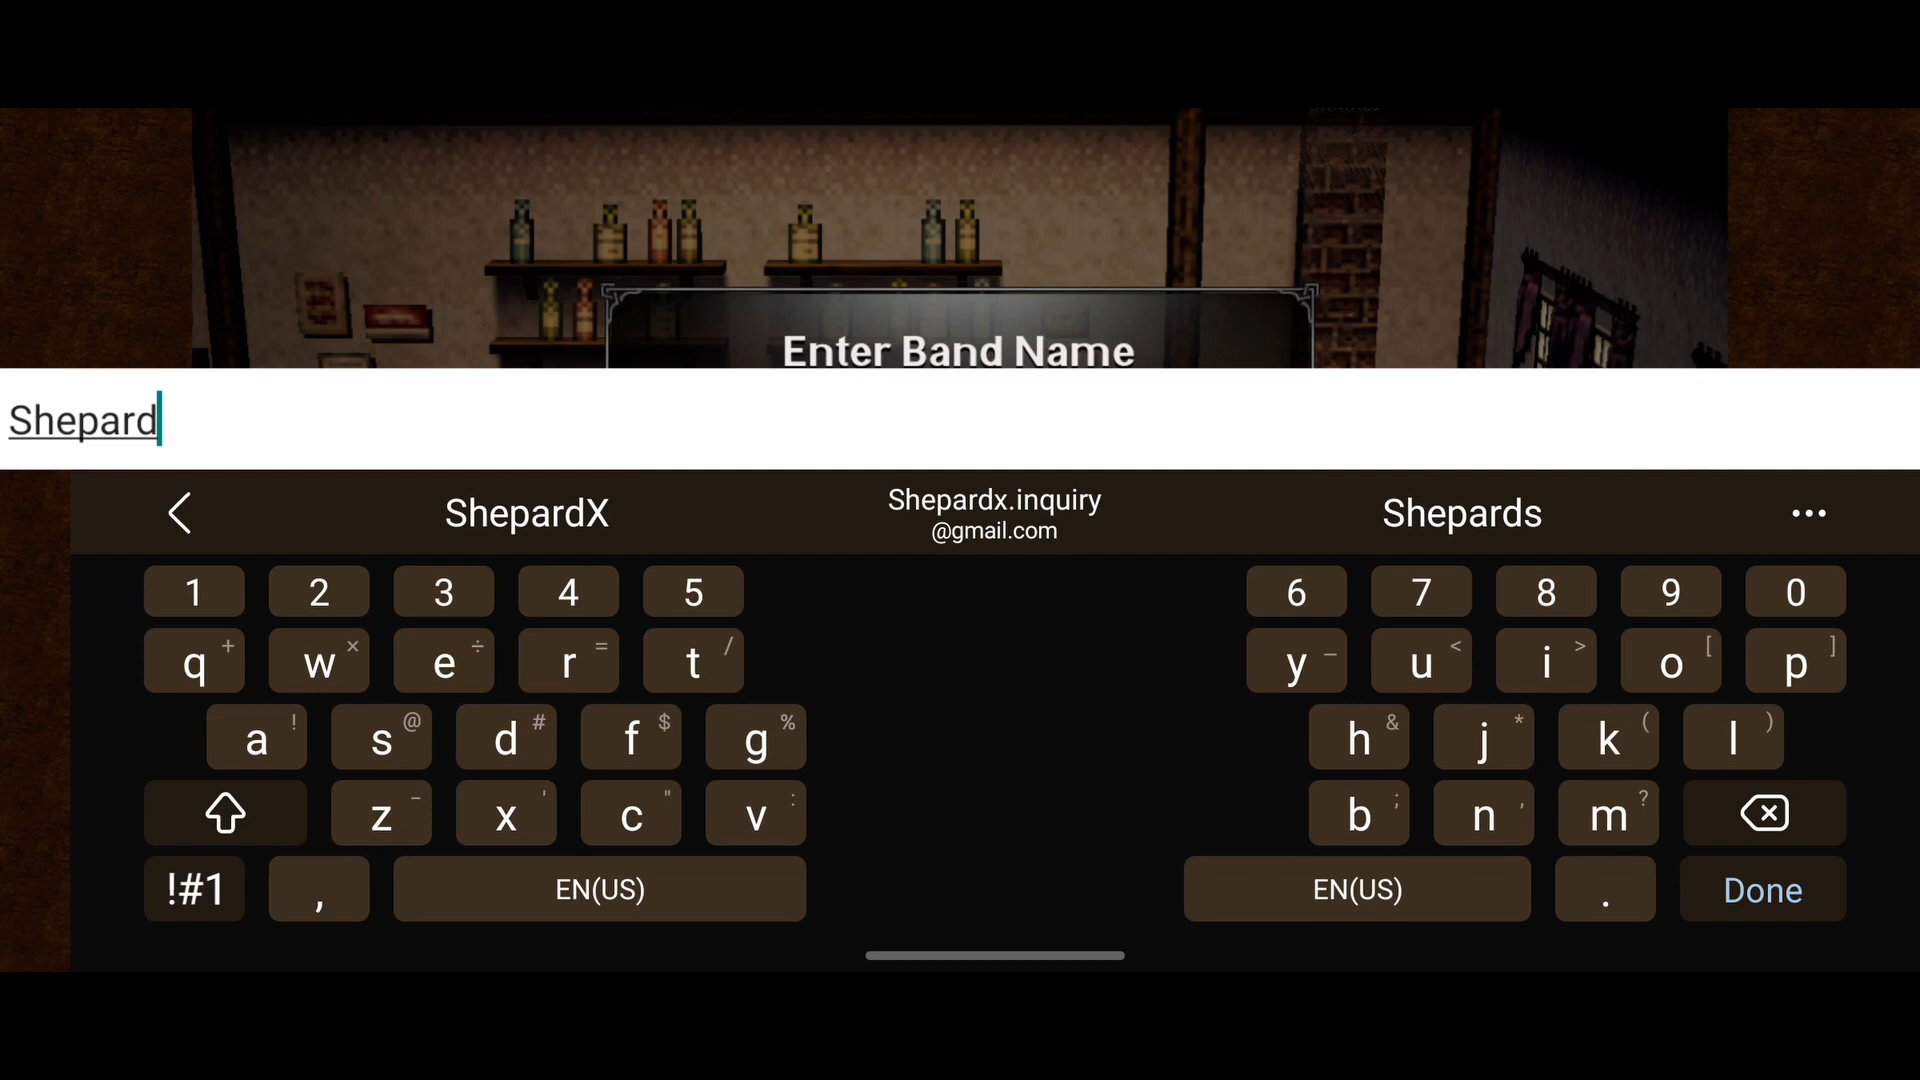 Enter Band Name
Shepard
ShepardX
Shepardx.inquiry
@gmail.com
Shepards
...
1 2 3 4 5 6 7 8 9 0
q + w × e ÷ r = t / y _ u < i > o [ p ]
a ! s @ d # f $ g % h & j * k ( l )
z - x ' c " v : b ; n , m ?
!#1 , EN(US) EN(US) . Done